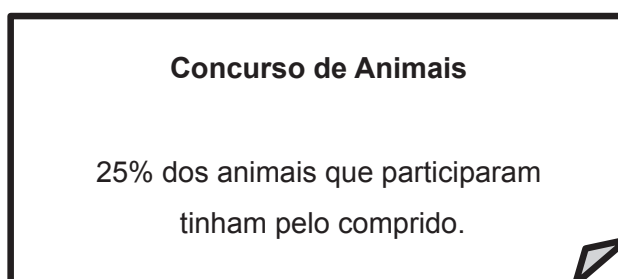 Concurso de Animais
25% dos animais que participaram
tinham pelo comprido.